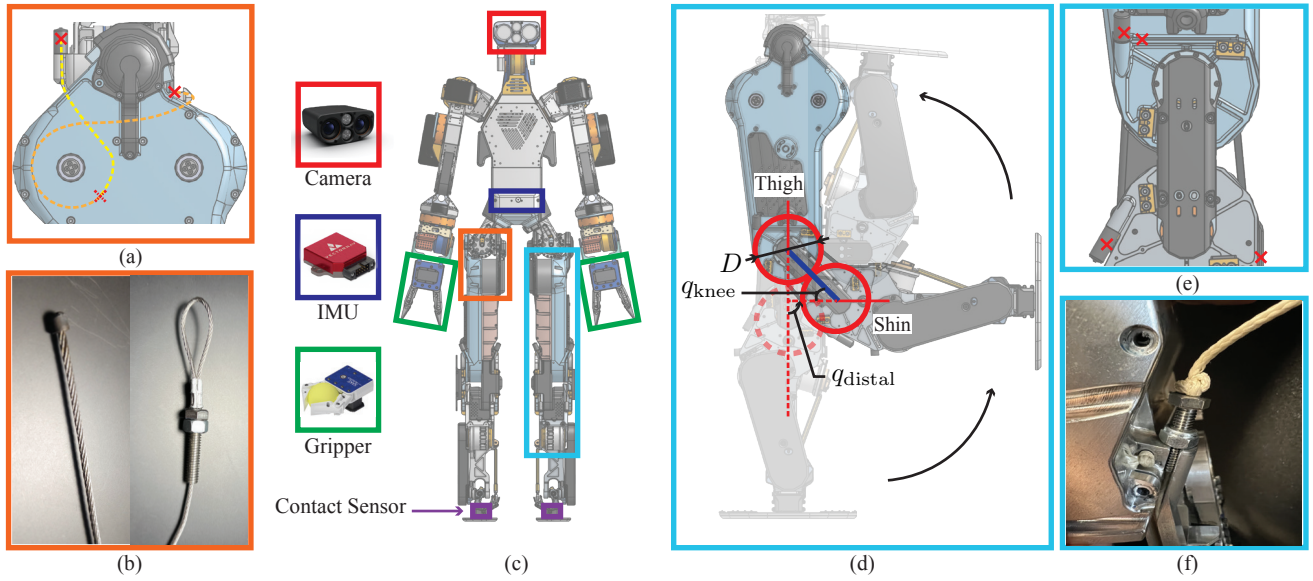 (a)
(b)
Camera
IMU
Gripper
Contact Sensor
(c)
Thigh
D
q_knee
Shin
q_distal
(d)
(e)
(f)